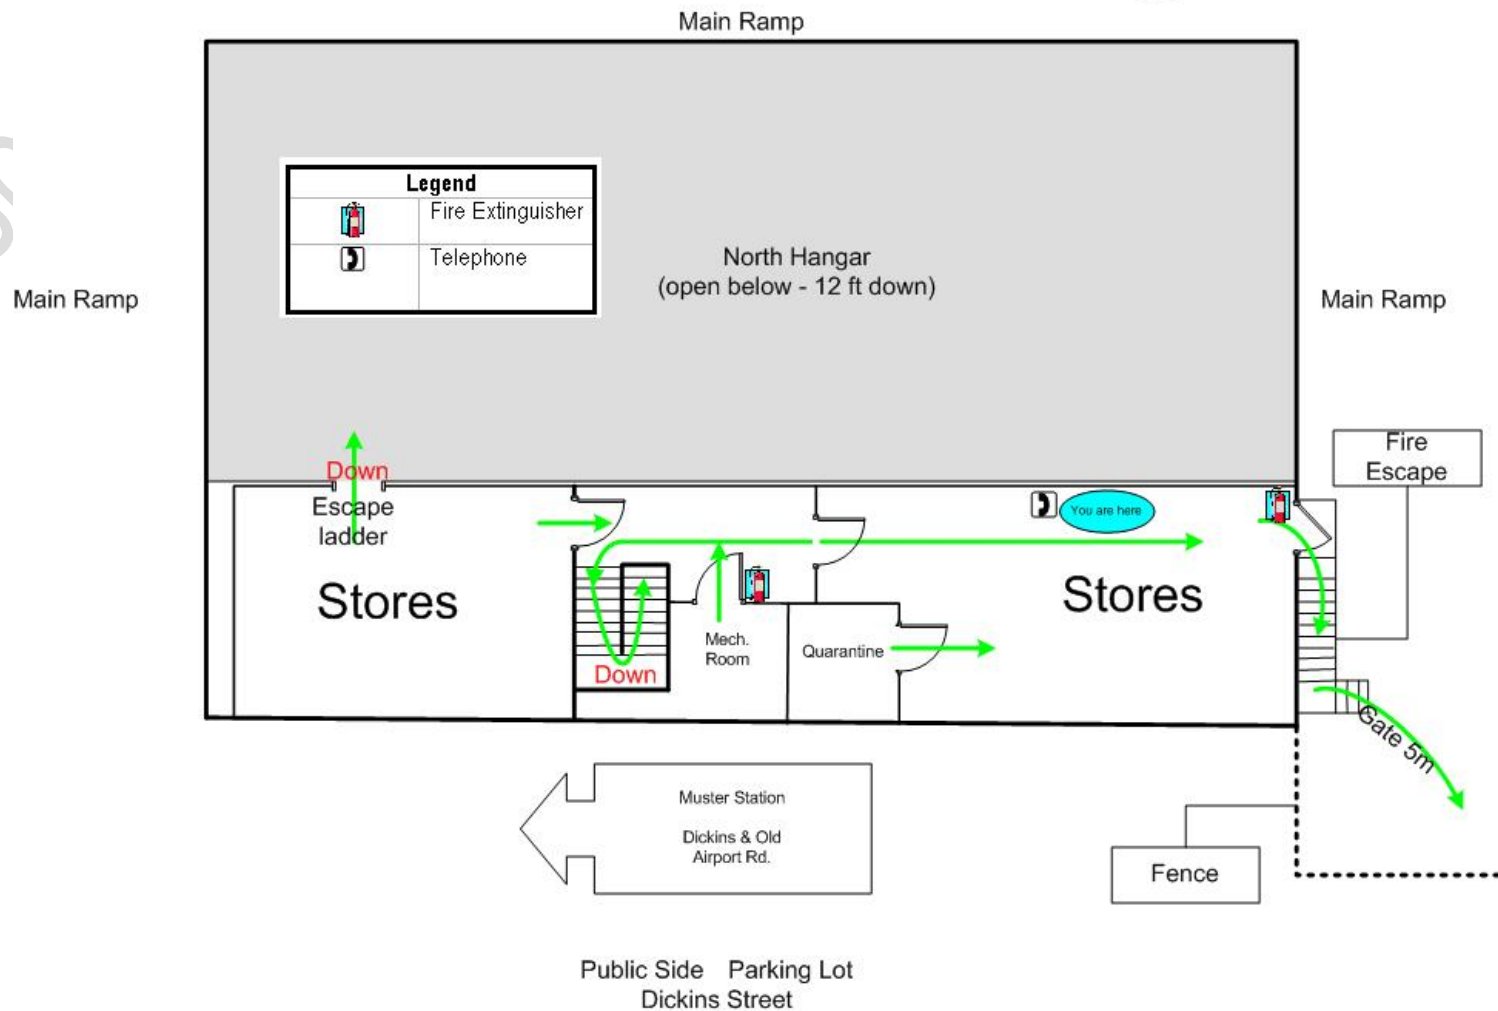 Main Ramp
Legend
Fire Extinguisher
Telephone
North Hangar
(open below - 12 ft down)
Main Ramp
Main Ramp
Fire
Escape
Down
Escape
ladder
You are here
Stores
Stores
Mech.
Room
Quarantine
Down
Gate 5m
Muster Station
Dickins & Old
Airport Rd.
Fence
Public Side Parking Lot
Dickins Street